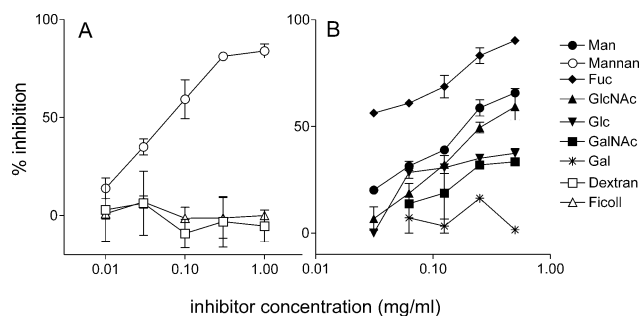 A
B
% inhibition
100
50
0
100
50
0
0.01
0.10
1.00
0.01
0.10
1.00
inhibitor concentration (mg/ml)
Man
Mannan
Fuc
GlcNAc
Glc
GalNAc
Gal
Dextran
Ficoll